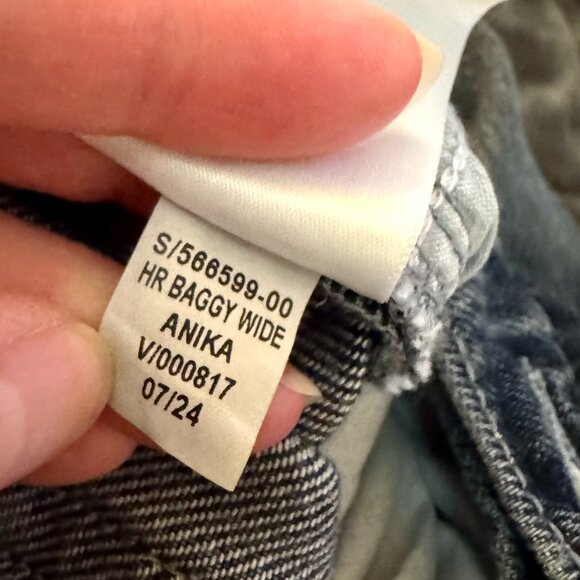 S/566599-00
HR BAGGY WIDE
ANIKA
V/000817
07/24